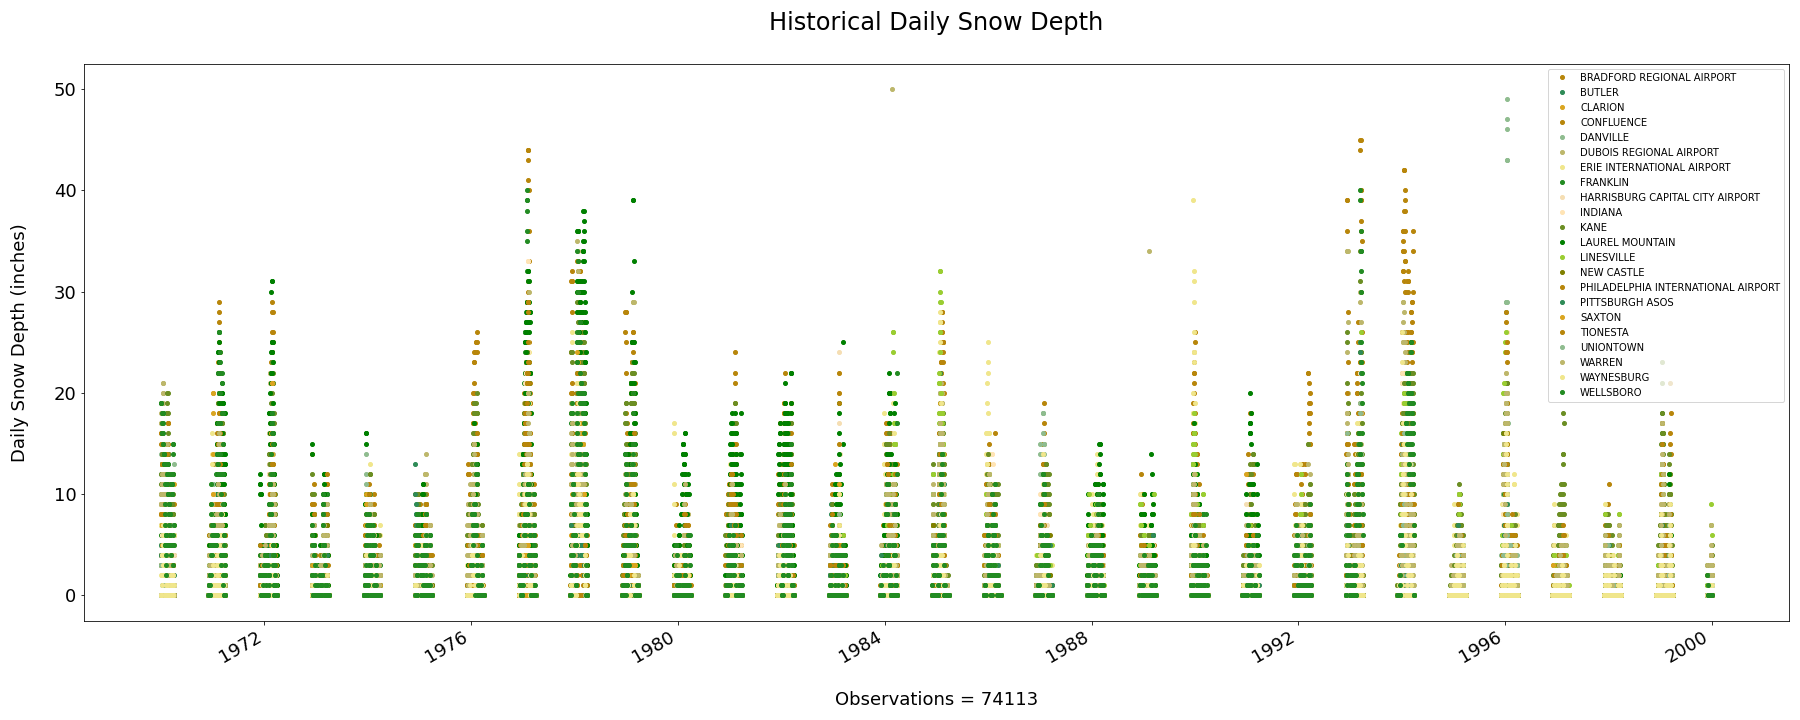 Historical Daily Snow Depth
Daily Snow Depth (inches)
50
40
30
20
10
0
BRADFORD REGIONAL AIRPORT
BUTLER
CLARION
CONFLUENCE
DANVILLE
DUBOIS REGIONAL AIRPORT
ERIE INTERNATIONAL AIRPORT
FRANKLIN
HARRISBURG CAPITAL CITY AIRPORT
INDIANA
KANE
LAUREL MOUNTAIN
LINESVILLE
NEW CASTLE
PHILADELPHIA INTERNATIONAL AIRPORT
PITTSBURGH ASOS
SAXTON
TIONESTA
UNIONTOWN
WARREN
WAYNESBURG
WELLSBORO
1972 1976 1980 1984 1988 1992 1996 2000
Observations = 74113